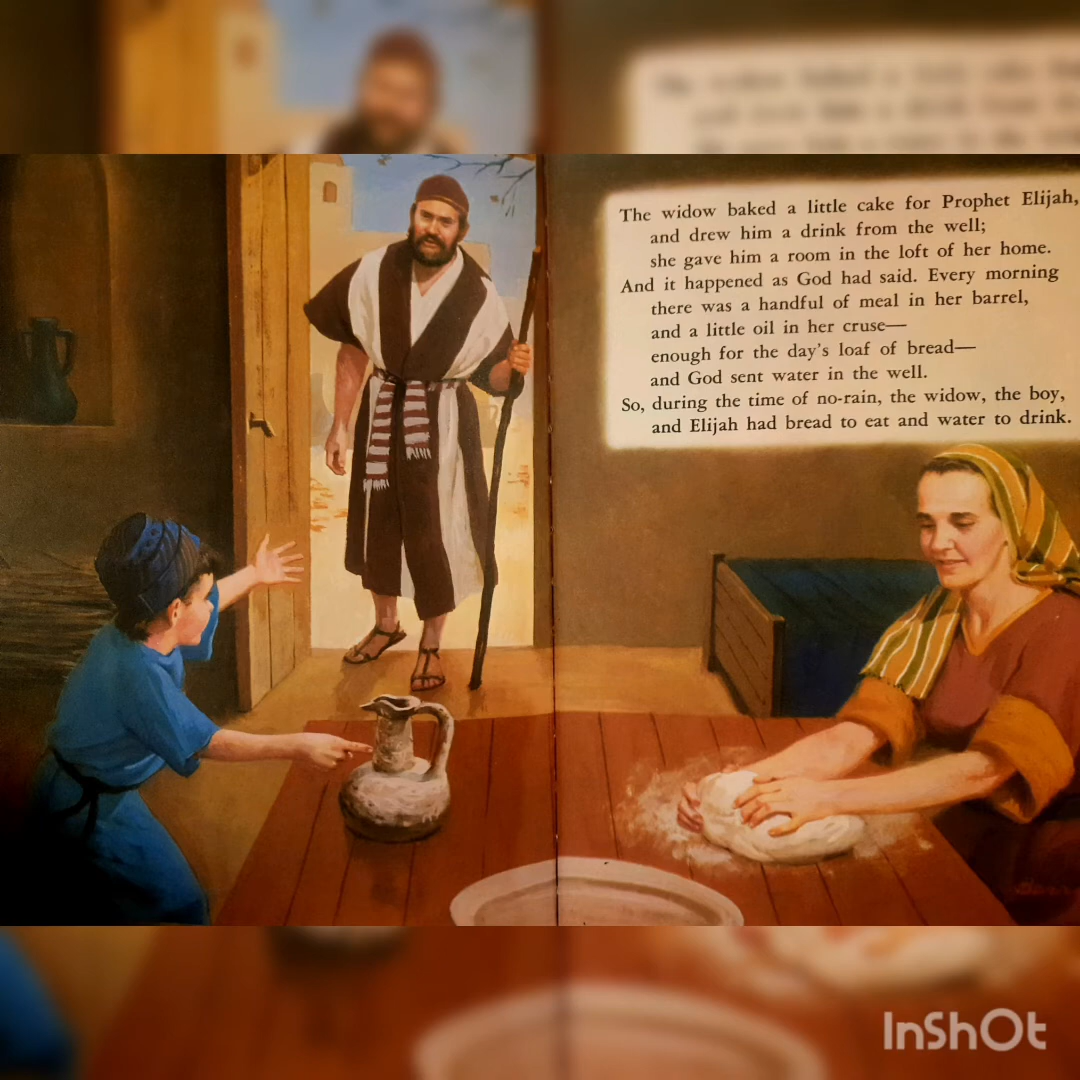 The widow baked a little cake for Prophet Elijah,
and drew him a drink from the well;
she gave him a room in the loft of her home.
And it happened as God had said. Every morning
there was a handful of meal in her barrel,
and a little oil in her cruse—
enough for the day's loaf of bread—
and God sent water in the well.
So, during the time of no-rain, the widow, the boy,
and Elijah had bread to eat and water to drink.
InShOt